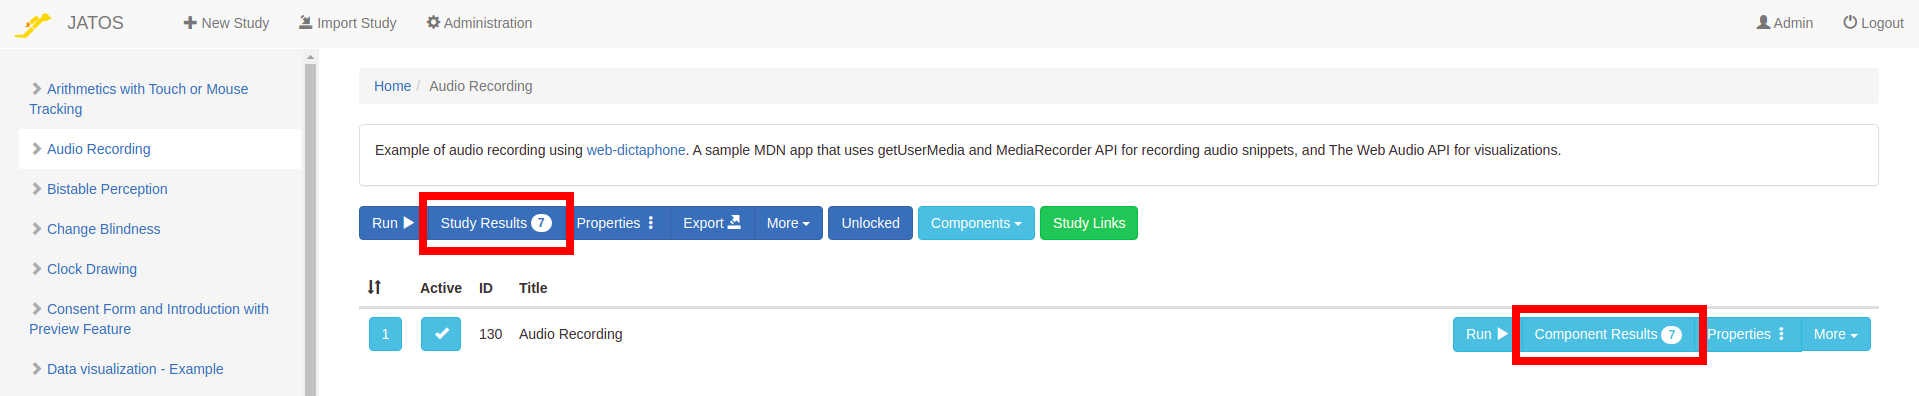 JATOS New Study Import Study Administration Admin Logout
Arithmetics with Touch or Mouse
Tracking
Audio Recording
Bistable Perception
Change Blindness
Clock Drawing
Consent Form and Introduction with
Preview Feature
Data visualization - Example
Home / Audio Recording
Example of audio recording using web-dictaphone. A sample MDN app that uses getUserMedia and MediaRecorder API for recording audio snippets, and The Web Audio API for visualizations.
Run Study Results 7 Properties Export More Unlocked Components Study Links
Active ID Title
1 130 Audio Recording Run Component Results 7 Properties More